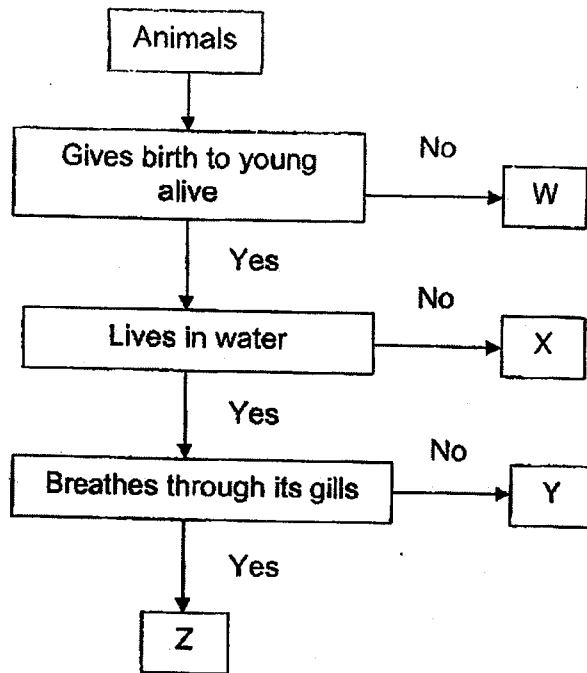 Animals
Gives birth to young
alive
No
W
Yes
Lives in water
No
X
Yes
Breathes through its gills
No
Y
Yes
Z